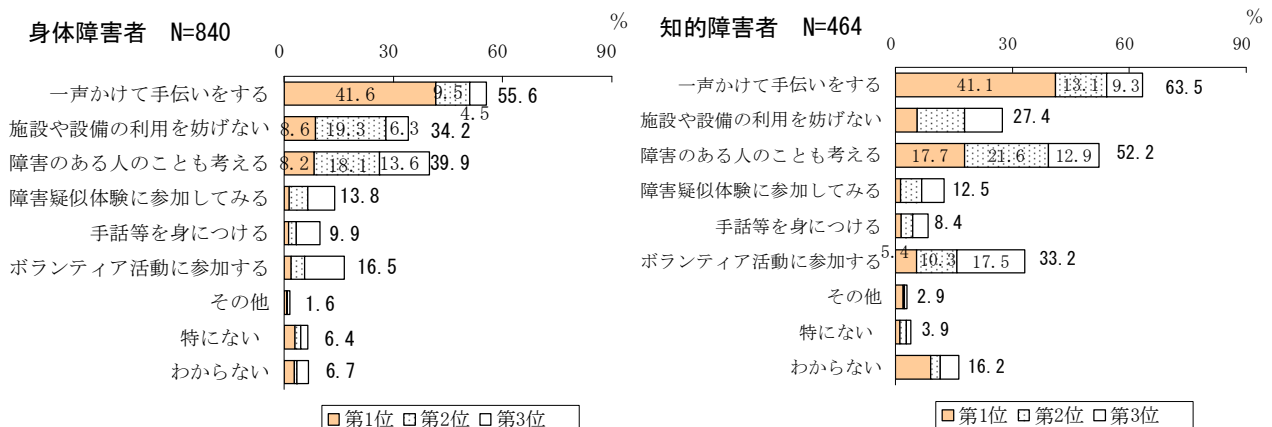 身体障害者 N=840
%
0 30 60 90
一声かけて手伝いをする 41.6 9.5 4.5 55.6
施設や設備の利用を妨げない 8.6 19.3 6.3 34.2
障害のある人のことも考える 8.2 18.1 13.6 39.9
障害疑似体験に参加してみる 13.8
手話等を身につける 9.9
ボランティア活動に参加する 16.5
その他 1.6
特にない 6.4
わからない 6.7
第1位 第2位 第3位
知的障害者 N=464
%
0 30 60 90
一声かけて手伝いをする 41.1 13.1 9.3 63.5
施設や設備の利用を妨げない 27.4
障害のある人のことも考える 17.7 21.6 12.9 52.2
障害疑似体験に参加してみる 12.5
手話等を身につける 8.4
ボランティア活動に参加する 5.4 10.3 17.5 33.2
その他 2.9
特にない 3.9
わからない 16.2
第1位 第2位 第3位